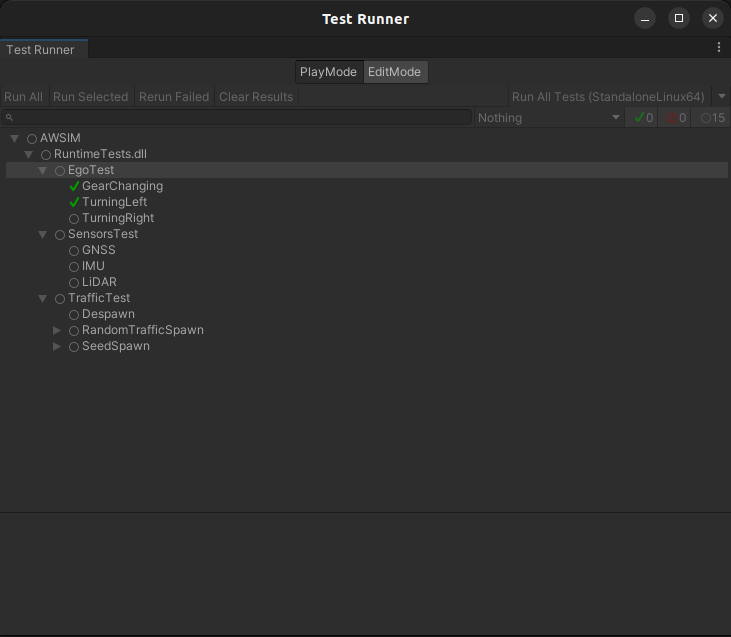 Test Runner
Test Runner
PlayMode EditMode
Run All Run Selected Rerun Failed Clear Results Run All Tests (StandaloneLinux64)
Nothing 0 0 15
AWSIM
RuntimeTests.dll
EgoTest
GearChanging
TurningLeft
TurningRight
SensorsTest
GNSS
IMU
LiDAR
TrafficTest
Despawn
RandomTrafficSpawn
SeedSpawn